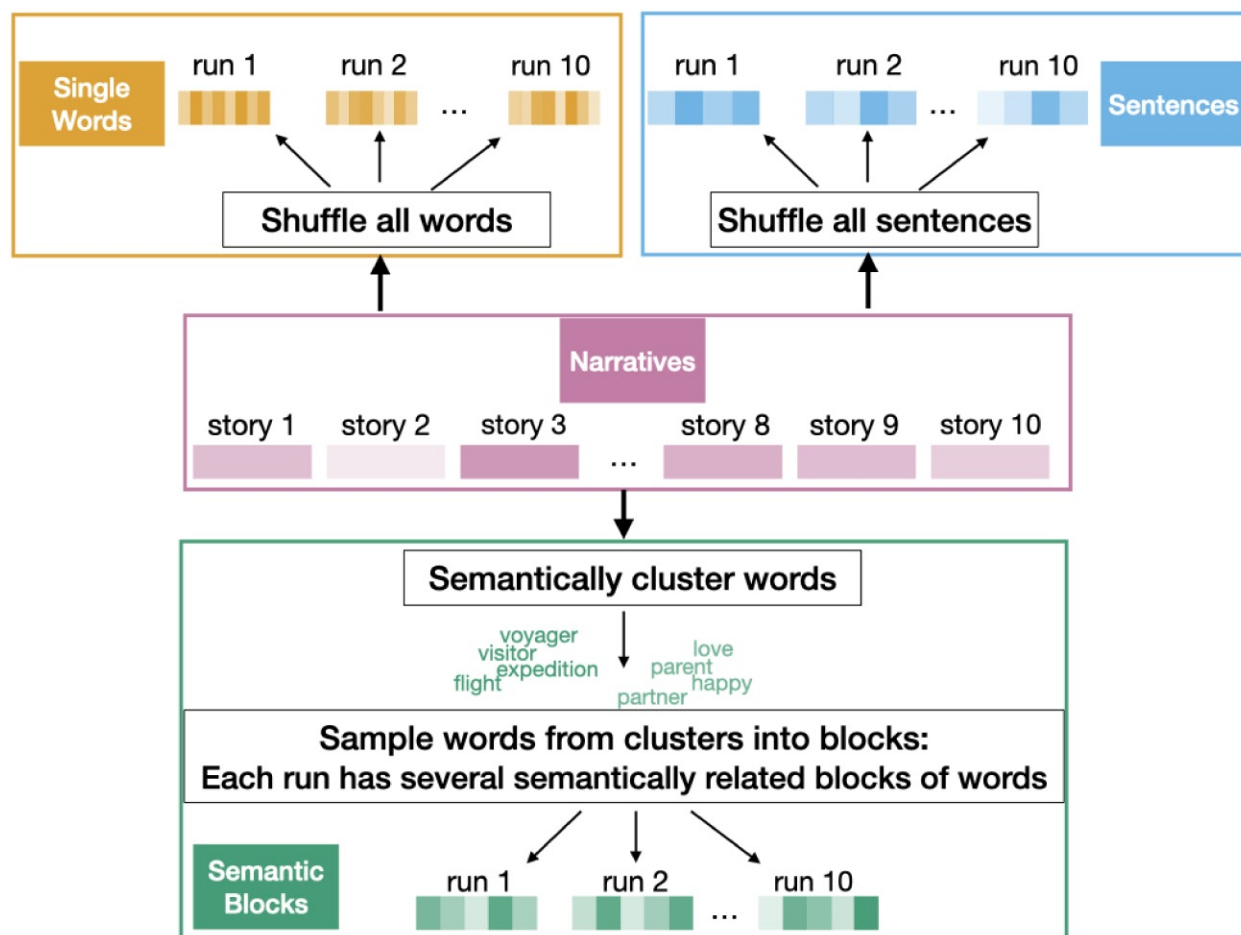 run 1
run 2
run 10
Single
Words
...
Shuffle all words
run 1
run 2
run 10
Sentences
...
Shuffle all sentences
Narratives
story 1
story 2
story 3
...
story 8
story 9
story 10
Semantically cluster words
voyager
visitor
expedition
flight
love
parent
happy
partner
Sample words from clusters into blocks:
Each run has several semantically related blocks of words
Semantic
Blocks
run 1
run 2
...
run 10